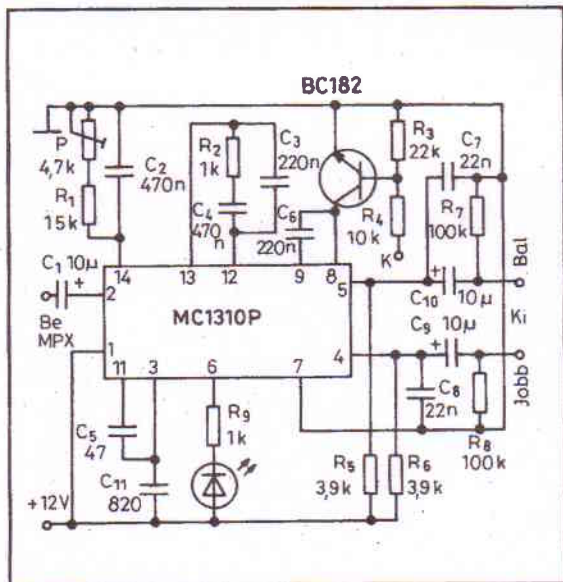 BC182
P
4,7k
R1
15k
C2
470n
R2
1k
C3
220n
C4
470
n
C6
220n
R3
22k
R4
10k
K
C7
22n
R7
100k
C1 10µ
+
14
13
12
9
8
5
2
MC1310P
Be
MPX
1
11
3
6
7
4
+
C10
10µ
Bal
Ki
C9
+ 10µ
Jobb
C8
22n
R8
100k
C5
47
C11
820
R9
1k
R5
3,9k
R6
3,9k
+12V